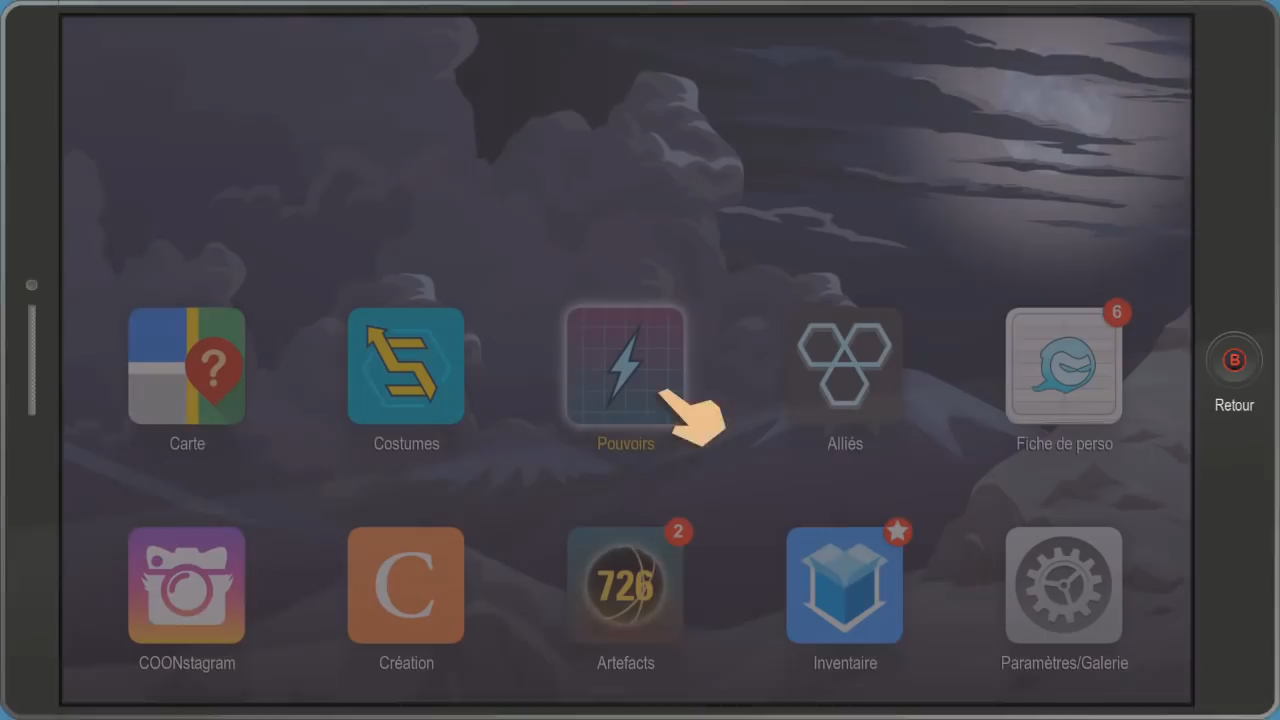 6
?
B
Retour
Carte
Costumes
Pouvoirs
Alliés
Fiche de perso
2
C
726
COONstagram
Création
Artefacts
Inventaire
Paramètres/Galerie